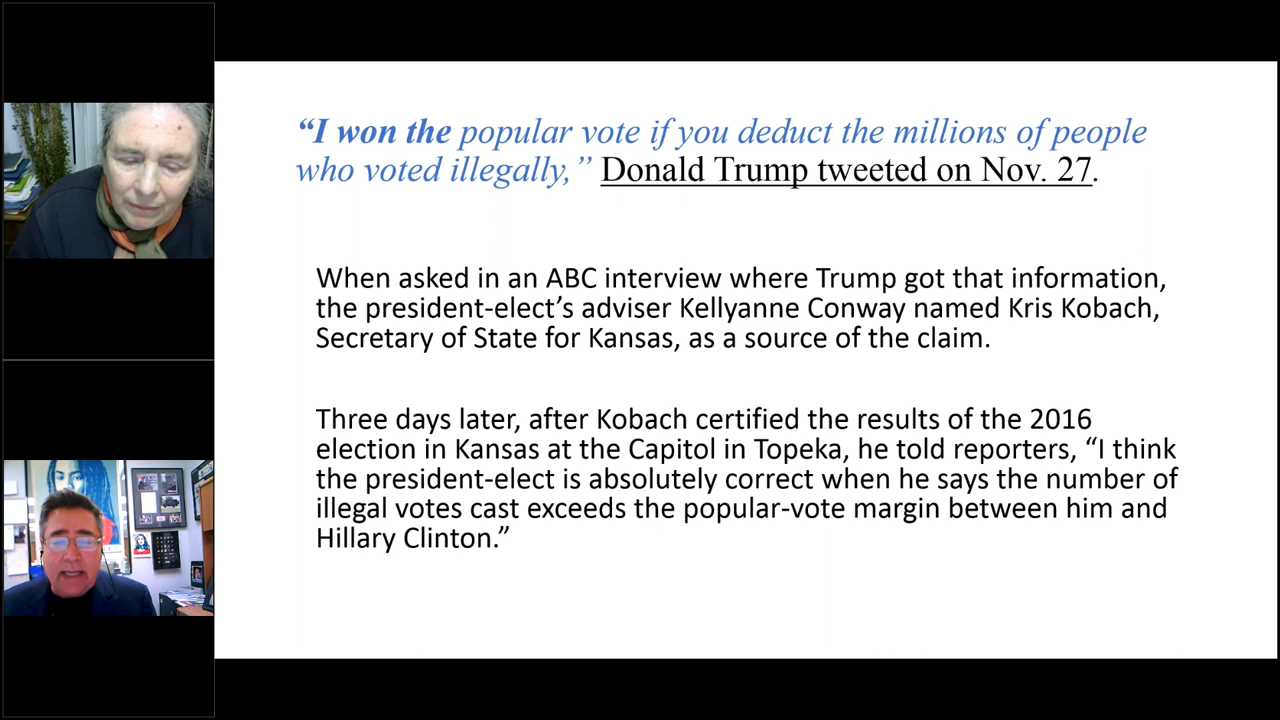 “I won the popular vote if you deduct the millions of people
who voted illegally,” Donald Trump tweeted on Nov. 27.
When asked in an ABC interview where Trump got that information,
the president-elect’s adviser Kellyanne Conway named Kris Kobach,
Secretary of State for Kansas, as a source of the claim.
Three days later, after Kobach certified the results of the 2016
election in Kansas at the Capitol in Topeka, he told reporters, “I think
the president-elect is absolutely correct when he says the number of
illegal votes cast exceeds the popular-vote margin between him and
Hillary Clinton.”